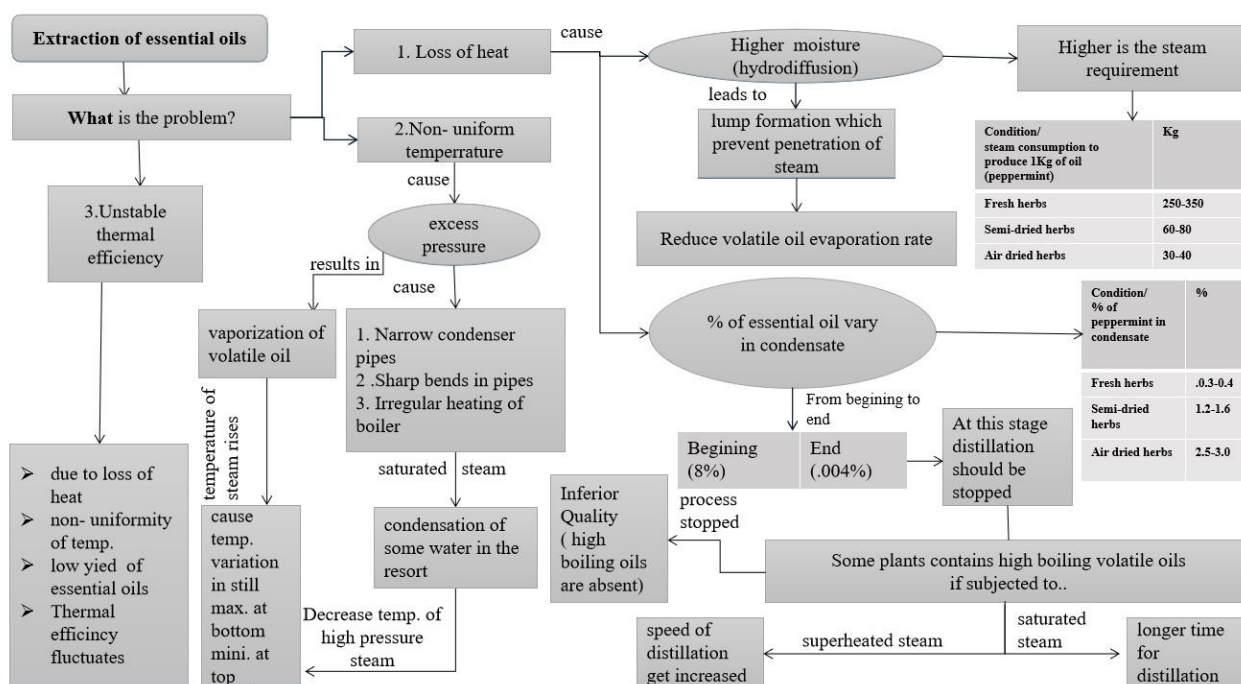 Extraction of essential oils
What is the problem?
1. Loss of heat
cause
Higher moisture
(hydrodiffusion)
Higher is the steam
requirement
2.Non- uniform
temperrature
leads to
lump formation which
prevent penetration of
steam
Condition/
steam consumption to
produce 1Kg of oil
(peppermint)
Kg
Fresh herbs
250-350
Semi-dried herbs
60-80
Air dried herbs
30-40
cause
3.Unstable
thermal
efficiency
excess
pressure
Reduce volatile oil evaporation rate
results in
cause
vaporization of
volatile oil
1. Narrow condenser
pipes
2 .Sharp bends in pipes
3. Irregular heating of
boiler
% of essential oil vary
in condensate
Condition/
% of
peppermint in
condensate
%
Fresh herbs
.0.3-0.4
Semi-dried
herbs
1.2-1.6
Air dried herbs
2.5-3.0
From begining to
end
Begining
(8%)
End
(.004%)
At this stage
distillation
should be
stopped
temperature of
steam rises
saturated steam
➢ due to loss of
heat
➢ non- uniformity
of temp.
➢ low yied of
essential oils
➢ Thermal
efficincy
fluctuates
cause
temp.
variation
in still
max. at
bottom
mini. at
top
condensation of
some water in the
resort
Decrease temp. of
high pressure
steam
Inferior
Quality
( high
boiling oils
are absent)
process
stopped
Some plants contains high boiling volatile oils
if subjected to..
speed of
distillation
get increased
superheated steam
saturated
steam
longer time
for
distillation